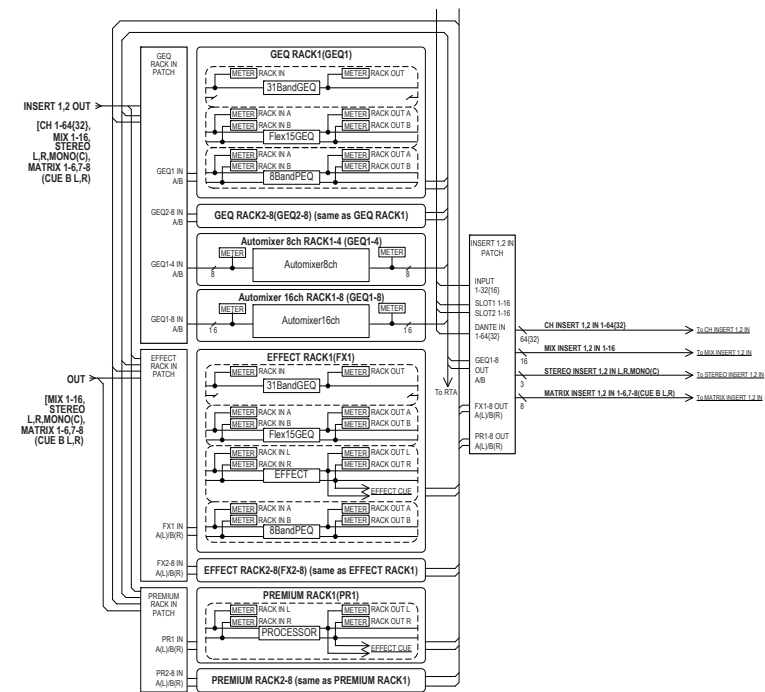 GEQ
RACK IN
PATCH
INSERT 1,2 OUT
[CH 1-64{32},
MIX 1-16,
STEREO
L,R,MONO(C),
MATRIX 1-6,7-8
(CUE B L,R)
GEQ1 IN
A/B
GEQ2-8 IN
A/B
GEQ1-4 IN
A/B
GEQ1-8 IN
A/B
GEQ RACK1(GEQ1)
METER RACK IN
METER RACK OUT
31BandGEQ
METER RACK IN A
METER RACK OUT A
METER RACK IN B
METER RACK OUT B
Flex15GEQ
METER RACK IN A
METER RACK OUT A
METER RACK IN B
METER RACK OUT B
8BandPEQ
GEQ RACK2-8(GEQ2-8) (same as GEQ RACK1)
Automixer 8ch RACK1-4 (GEQ1-4)
METER
METER
8
Automixer8ch
8
Automixer 16ch RACK1-8 (GEQ1-8)
METER
METER
16
Automixer16ch
16
EFFECT
RACK IN
PATCH
OUT
[MIX 1-16,
STEREO
L,R,MONO(C),
MATRIX 1-6,7-8
(CUE B L,R)
FX1 IN
A(L)/B(R)
FX2-8 IN
A(L)/B(R)
EFFECT RACK1(FX1)
METER RACK IN
METER RACK OUT
31BandGEQ
METER RACK IN A
METER RACK OUT A
METER RACK IN B
METER RACK OUT B
Flex15GEQ
METER RACK IN L
METER RACK OUT L
METER RACK IN R
METER RACK OUT R
EFFECT
EFFECT CUE
METER RACK IN A
METER RACK OUT A
METER RACK IN B
METER RACK OUT B
8BandPEQ
EFFECT RACK2-8(FX2-8) (same as EFFECT RACK1)
PREMIUM
RACK IN
PATCH
PR1 IN
A(L)/B(R)
PR2-8 IN
A(L)/B(R)
PREMIUM RACK1(PR1)
METER RACK IN L
METER RACK OUT L
METER RACK IN R
METER RACK OUT R
PROCESSOR
EFFECT CUE
PREMIUM RACK2-8 (same as PREMIUM RACK1)
To RTA
INSERT 1,2 IN
PATCH
INPUT
1-32{16}
SLOT1 1-16
SLOT2 1-16
DANTE IN
1-64{32}
GEQ1-8
OUT
A/B
FX1-8 OUT
A(L)/B(R)
PR1-8 OUT
A(L)/B(R)
CH INSERT 1,2 IN 1-64{32}
64{32}
To CH INSERT 1,2 IN
MIX INSERT 1,2 IN 1-16
16
To MIX INSERT 1,2 IN
STEREO INSERT 1,2 IN L,R,MONO(C)
3
To STEREO INSERT 1,2 IN
MATRIX INSERT 1,2 IN 1-6,7-8(CUE B L,R)
8
To MATRIX INSERT 1,2 IN